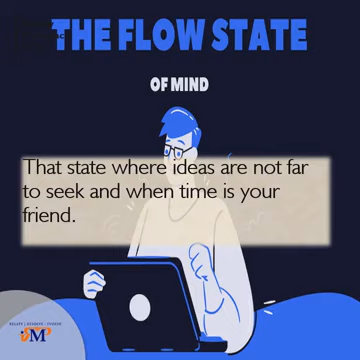 THE FLOW STATE
OF MIND
That state where ideas are not far
to seek and when time is your
friend.